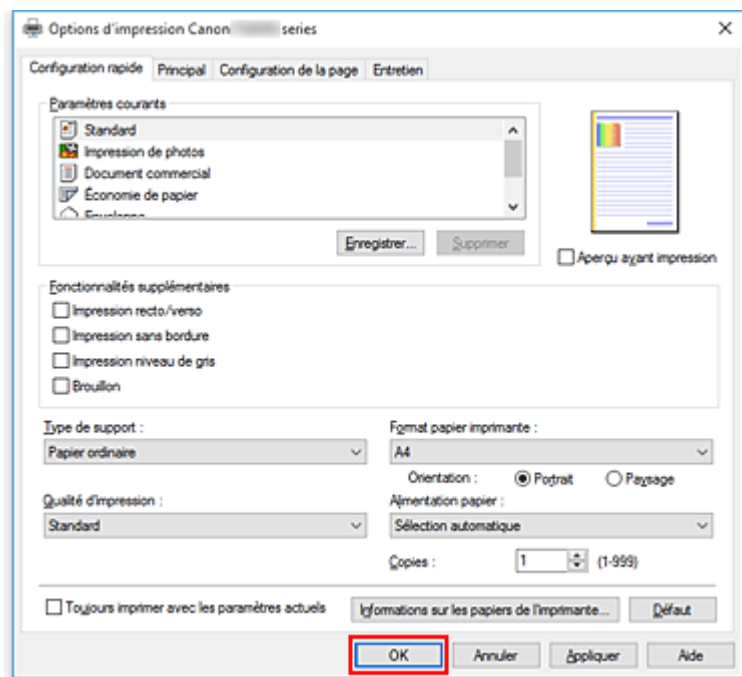 Options d'impression Canon series
Configuration rapide Principal Configuration de la page Entretien
Paramètres courants
Standard
Impression de photos
Document commercial
Économie de papier
Enregistrer... Supprimer
Aperçu avant impression
Fonctionnalités supplémentaires
Impression recto/verso
Impression sans bordure
Impression niveau de gris
Brouillon
Type de support : Format papier imprimante :
Papier ordinaire A4
Orientation : Portrait Paysage
Qualité d'impression : Alimentation papier :
Standard Sélection automatique
Copies : 1 (1-999)
Toujours imprimer avec les paramètres actuels Informations sur les papiers de l'imprimante... Défaut
OK Annuler Appliquer Aide